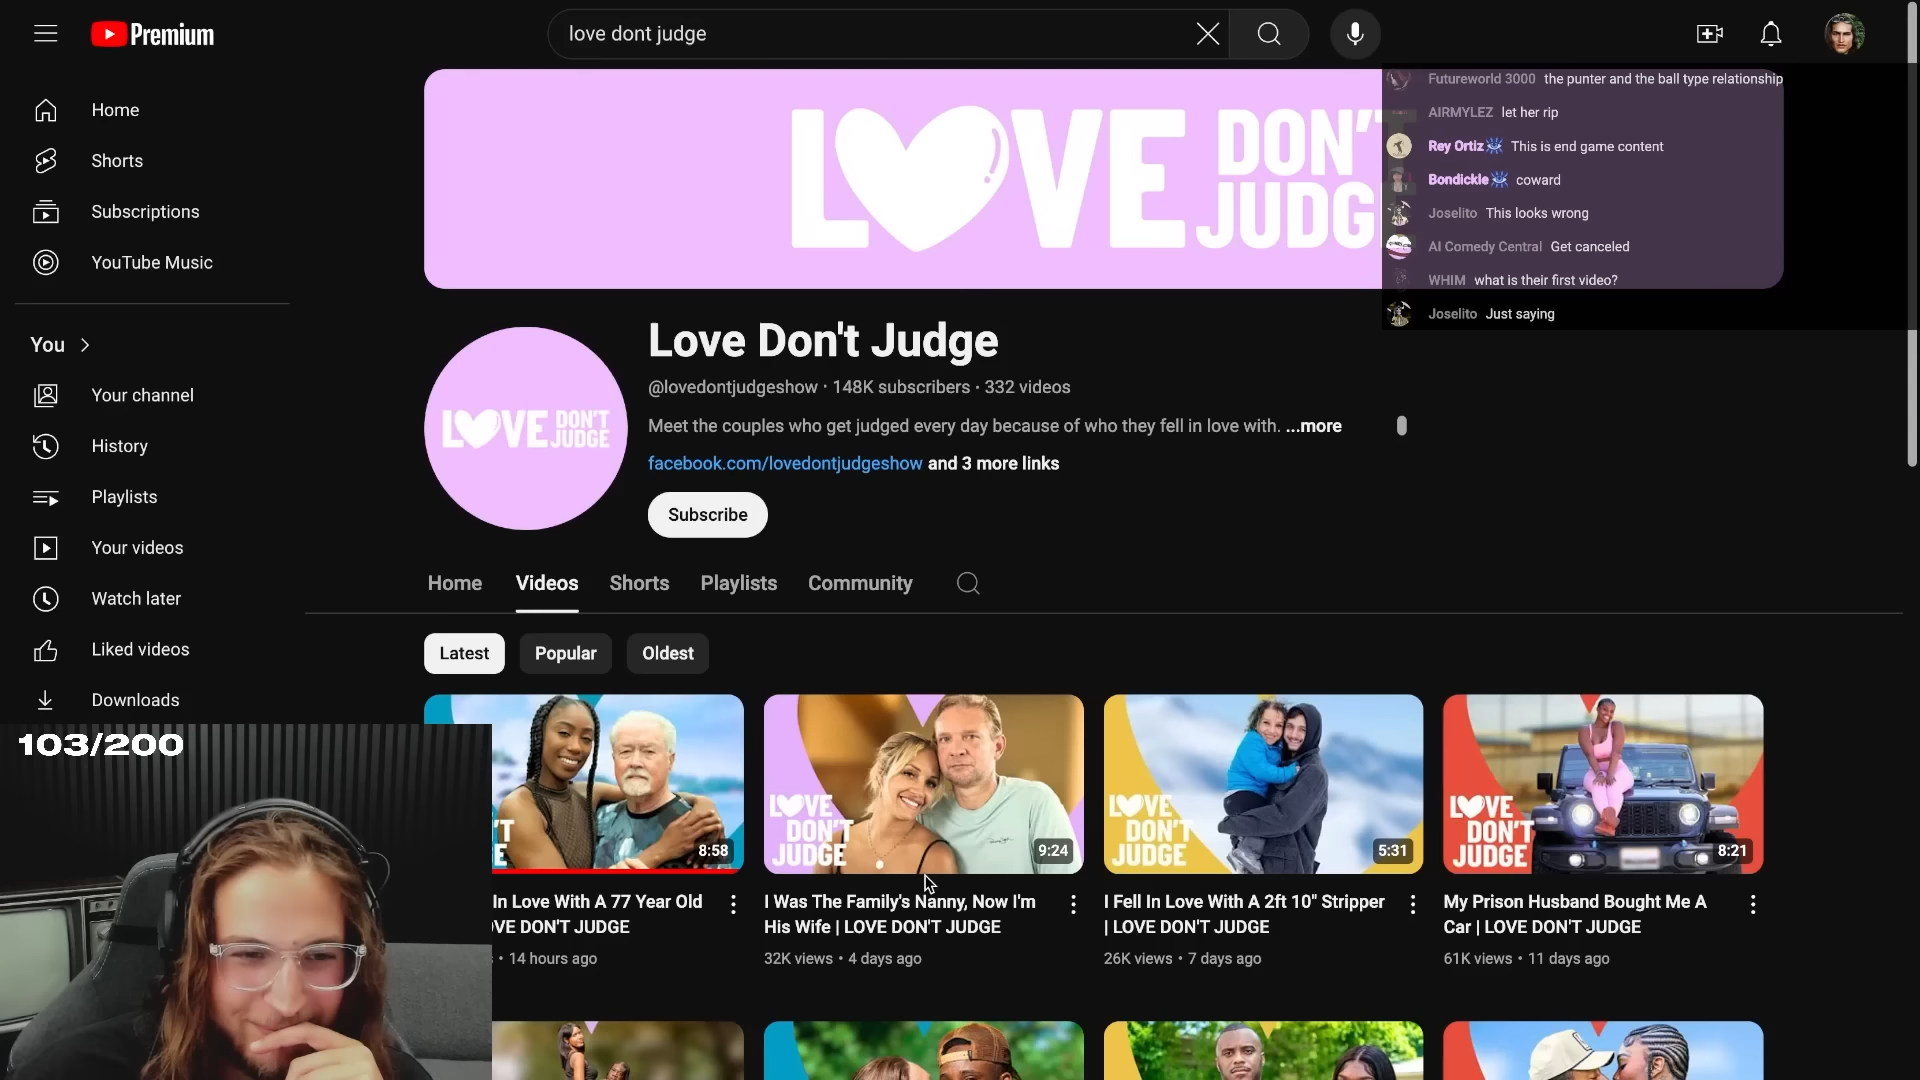 Premium
love dont judge
Home
Shorts
Subscriptions
YouTube Music
You
Your channel
History
Playlists
Your videos
Watch later
Liked videos
Downloads
LOVE DON'T
JUDG
Futureworld 3000 the punter and the ball type relationship
AIRMYLEZ let her rip
Rey Ortiz This is end game content
Bondickle coward
Joselito This looks wrong
AI Comedy Central Get canceled
WHIM what is their first video?
Joselito Just saying
LOVE DON'T
JUDGE
Love Don't Judge
@lovedontjudgeshow · 148K subscribers · 332 videos
Meet the couples who get judged every day because of who they fell in love with. ...more
facebook.com/lovedontjudgeshow and 3 more links
Subscribe
Home Videos Shorts Playlists Community
Latest Popular Oldest
8:58
LOVE
DON'T
JUDGE
9:24
LOVE
DON'T
JUDGE
5:31
LOVE
DON'T
JUDGE
8:21
In Love With A 77 Year Old
OVE DON'T JUDGE
• 14 hours ago
I Was The Family's Nanny, Now I'm
His Wife | LOVE DON'T JUDGE
32K views • 4 days ago
I Fell In Love With A 2ft 10" Stripper
| LOVE DON'T JUDGE
26K views • 7 days ago
My Prison Husband Bought Me A
Car | LOVE DON'T JUDGE
61K views • 11 days ago
103/200